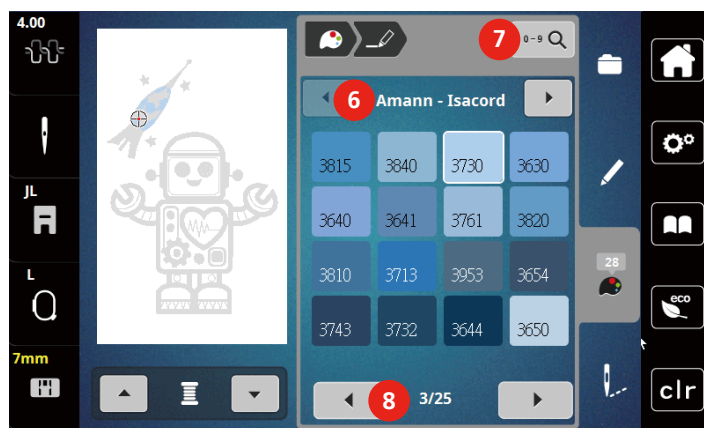 4.00
7
0-9
6
Amann - Isacord
3815 3840 3730 3630
JL
3640 3641 3761 3820
28
L
3810 3713 3953 3654
eco
3743 3732 3644 3650
7mm
8
3/25
clr